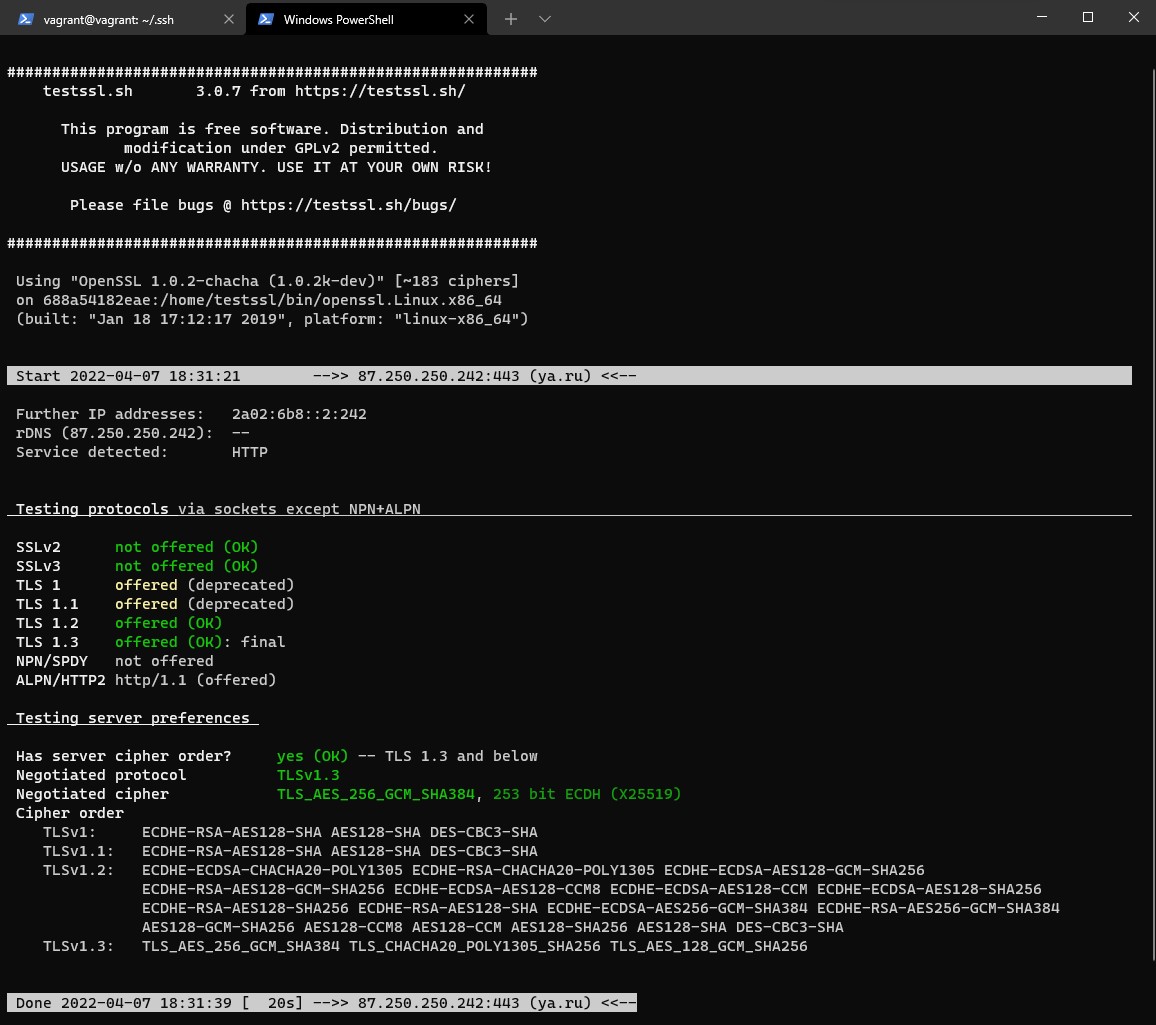 vagrant@vagrant: ~/.ssh
Windows PowerShell
###########################################################
testssl.sh 3.0.7 from https://testssl.sh/
This program is free software. Distribution and
modification under GPLv2 permitted.
USAGE w/o ANY WARRANTY. USE IT AT YOUR OWN RISK!
Please file bugs @ https://testssl.sh/bugs/
###########################################################
Using "OpenSSL 1.0.2-chacha (1.0.2k-dev)" [~183 ciphers]
on 688a54182eae:/home/testssl/bin/openssl.Linux.x86_64
(built: "Jan 18 17:12:17 2019", platform: "linux-x86_64")
Start 2022-04-07 18:31:21 -->> 87.250.250.242:443 (ya.ru) <<--
Further IP addresses: 2a02:6b8::2:242
rDNS (87.250.250.242): --
Service detected: HTTP
Testing protocols via sockets except NPN+ALPN
SSLv2 not offered (OK)
SSLv3 not offered (OK)
TLS 1 offered (deprecated)
TLS 1.1 offered (deprecated)
TLS 1.2 offered (OK)
TLS 1.3 offered (OK): final
NPN/SPDY not offered
ALPN/HTTP2 http/1.1 (offered)
Testing server preferences
Has server cipher order? yes (OK) -- TLS 1.3 and below
Negotiated protocol TLSv1.3
Negotiated cipher TLS_AES_256_GCM_SHA384, 253 bit ECDH (X25519)
Cipher order
TLSv1: ECDHE-RSA-AES128-SHA AES128-SHA DES-CBC3-SHA
TLSv1.1: ECDHE-RSA-AES128-SHA AES128-SHA DES-CBC3-SHA
TLSv1.2: ECDHE-ECDSA-CHACHA20-POLY1305 ECDHE-RSA-CHACHA20-POLY1305 ECDHE-ECDSA-AES128-GCM-SHA256
ECDHE-RSA-AES128-GCM-SHA256 ECDHE-ECDSA-AES128-CCM8 ECDHE-ECDSA-AES128-CCM ECDHE-ECDSA-AES128-SHA256
ECDHE-RSA-AES128-SHA256 ECDHE-RSA-AES128-SHA ECDHE-ECDSA-AES256-GCM-SHA384 ECDHE-RSA-AES256-GCM-SHA384
AES128-GCM-SHA256 AES128-CCM8 AES128-CCM AES128-SHA256 AES128-SHA DES-CBC3-SHA
TLSv1.3: TLS_AES_256_GCM_SHA384 TLS_CHACHA20_POLY1305_SHA256 TLS_AES_128_GCM_SHA256
Done 2022-04-07 18:31:39 [ 20s] -->> 87.250.250.242:443 (ya.ru) <<--